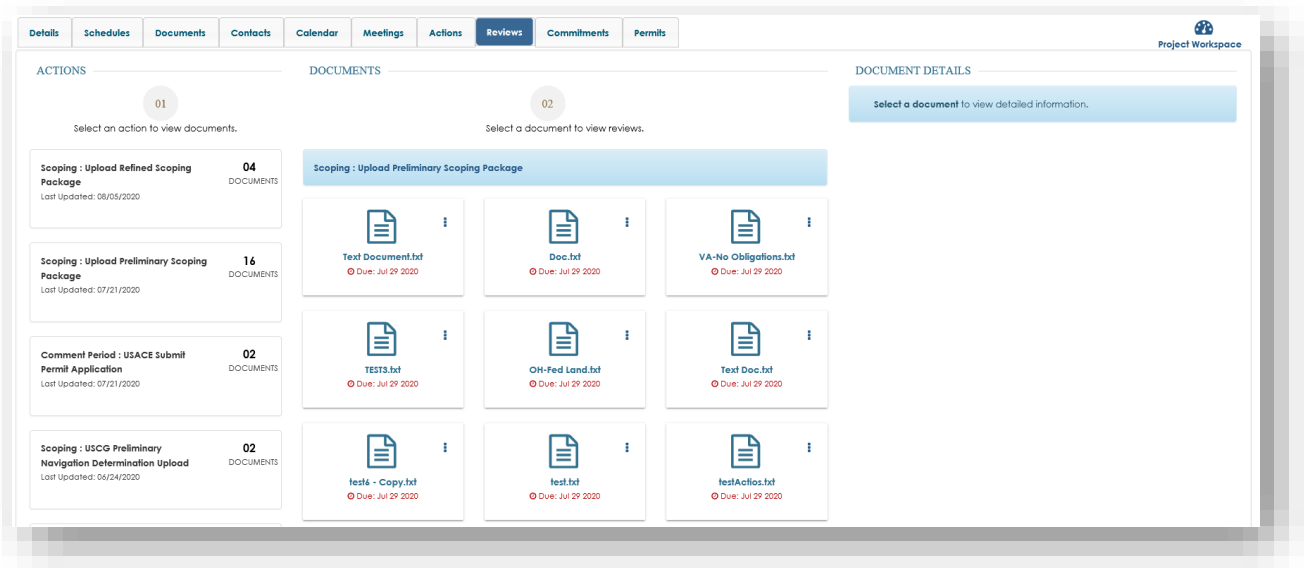 Details Schedules Documents Contacts Calendar Meetings Actions Reviews Commitments Permits
Project Workspace
ACTIONS
01
Select an action to view documents.
Scoping : Upload Refined Scoping
Package
Last Updated: 08/05/2020
04
DOCUMENTS
Scoping : Upload Preliminary Scoping
Package
Last Updated: 07/21/2020
16
DOCUMENTS
Comment Period : USACE Submit
Permit Application
Last Updated: 07/21/2020
02
DOCUMENTS
Scoping : USCG Preliminary
Navigation Determination Upload
Last Updated: 06/24/2020
02
DOCUMENTS
DOCUMENTS
02
Select a document to view reviews.
Scoping : Upload Preliminary Scoping Package
Text Document.txt
Due: Jul 29 2020
Doc.txt
Due: Jul 29 2020
VA-No Obligations.txt
Due: Jul 29 2020
TEST3.txt
Due: Jul 29 2020
OH-Fed Land.txt
Due: Jul 29 2020
Text Doc.txt
Due: Jul 29 2020
test6 - Copy.txt
Due: Jul 29 2020
test.txt
Due: Jul 29 2020
testActios.txt
Due: Jul 29 2020
DOCUMENT DETAILS
Select a document to view detailed information.